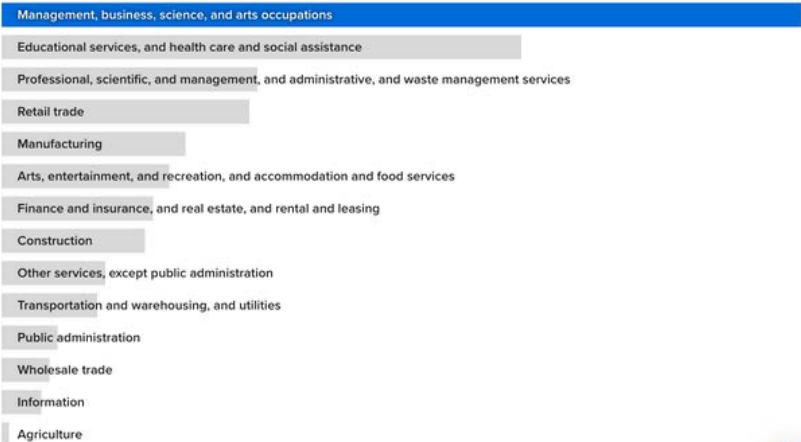 Management, business, science, and arts occupations
Educational services, and health care and social assistance
Professional, scientific, and management, and administrative, and waste management services
Retail trade
Manufacturing
Arts, entertainment, and recreation, and accommodation and food services
Finance and insurance, and real estate, and rental and leasing
Construction
Other services, except public administration
Transportation and warehousing, and utilities
Public administration
Wholesale trade
Information
Agriculture